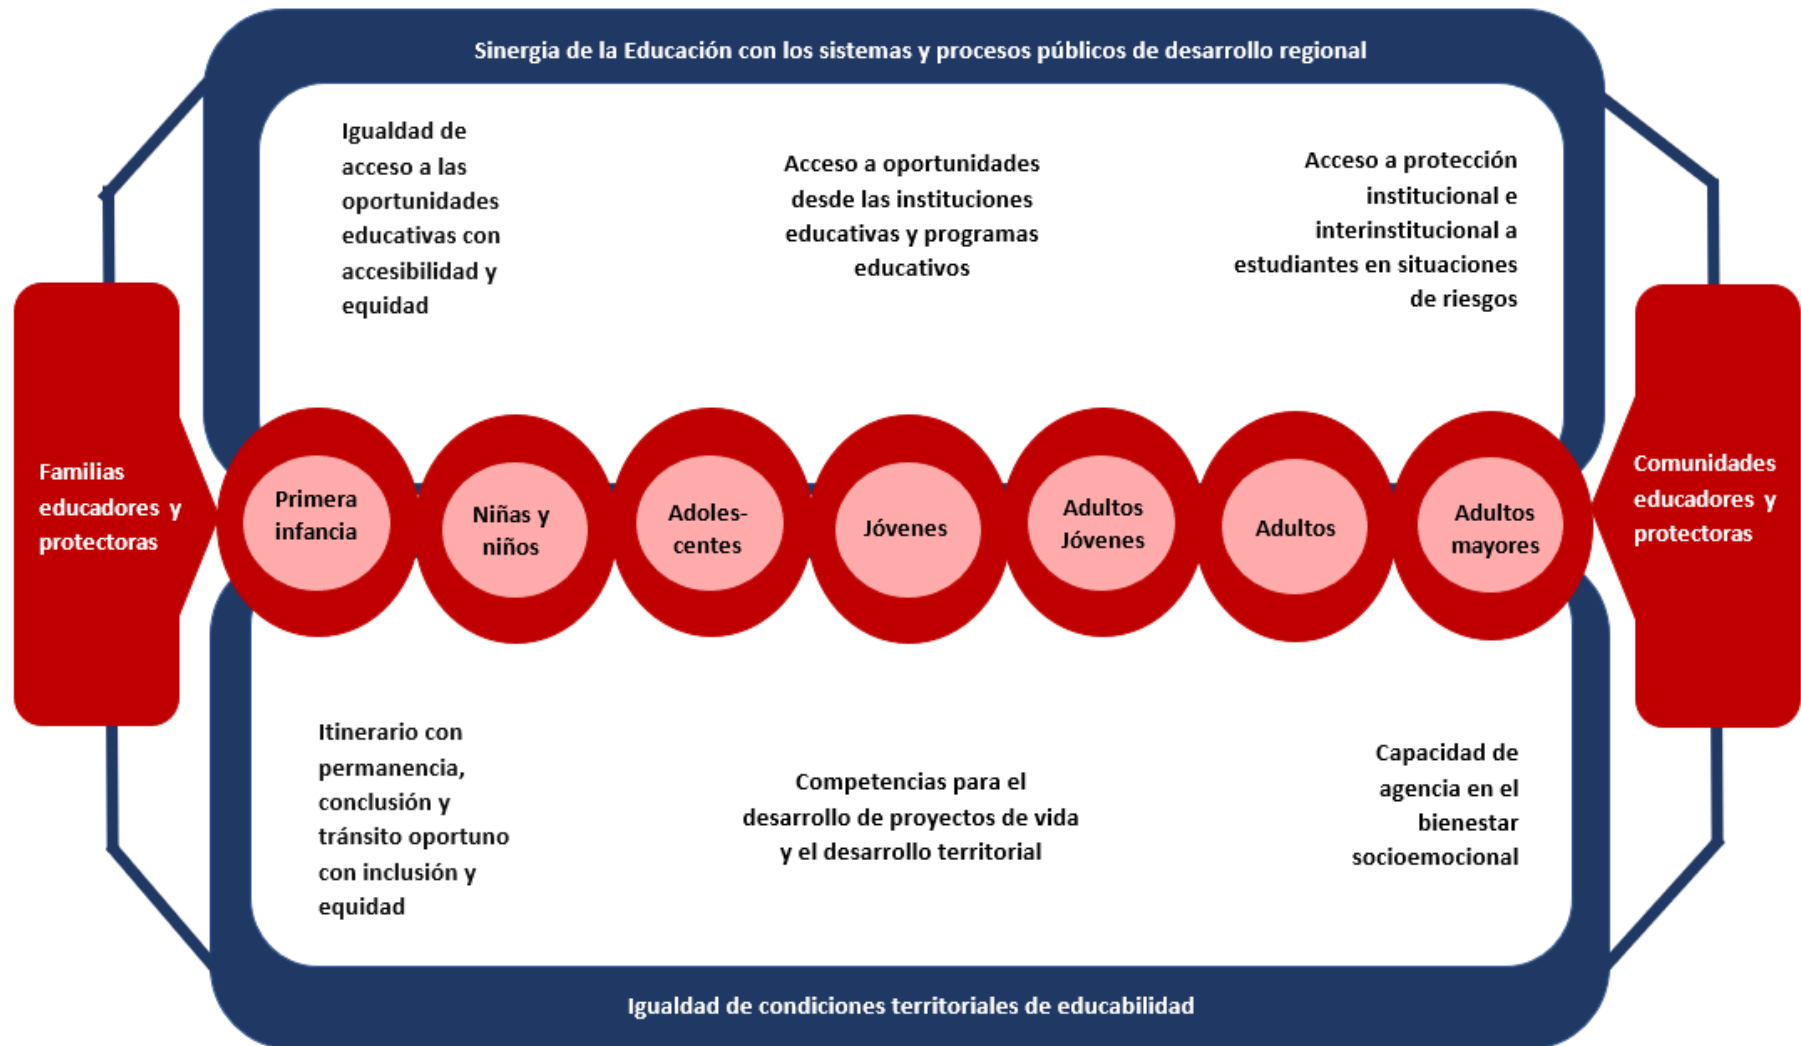 Sinergia de la Educación con los sistemas y procesos públicos de desarrollo regional
Igualdad de
acceso a las
oportunidades
educativas con
accesibilidad y
equidad
Acceso a oportunidades
desde las instituciones
educativas y programas
educativos
Acceso a protección
institucional e
interinstitucional a
estudiantes en situaciones
de riesgos
Familias
educadores y
protectoras
Primera
infancia
Niñas y
niños
Adoles-
centes
Jóvenes
Adultos
Jóvenes
Adultos
Adultos
mayores
Comunidades
educadores y
protectoras
Itinerario con
permanencia,
conclusión y
tránsito oportuno
con inclusión y
equidad
Competencias para el
desarrollo de proyectos de vida
y el desarrollo territorial
Capacidad de
agencia en el
bienestar
socioemocional
Igualdad de condiciones territoriales de educabilidad